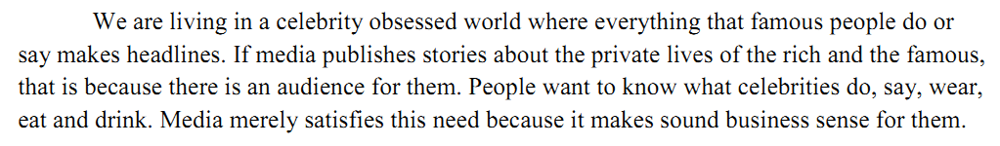 We are living in a celebrity obsessed world where everything that famous people do or
say makes headlines. If media publishes stories about the private lives of the rich and the famous,
that is because there is an audience for them. People want to know what celebrities do, say, wear,
eat and drink. Media merely satisfies this need because it makes sound business sense for them.